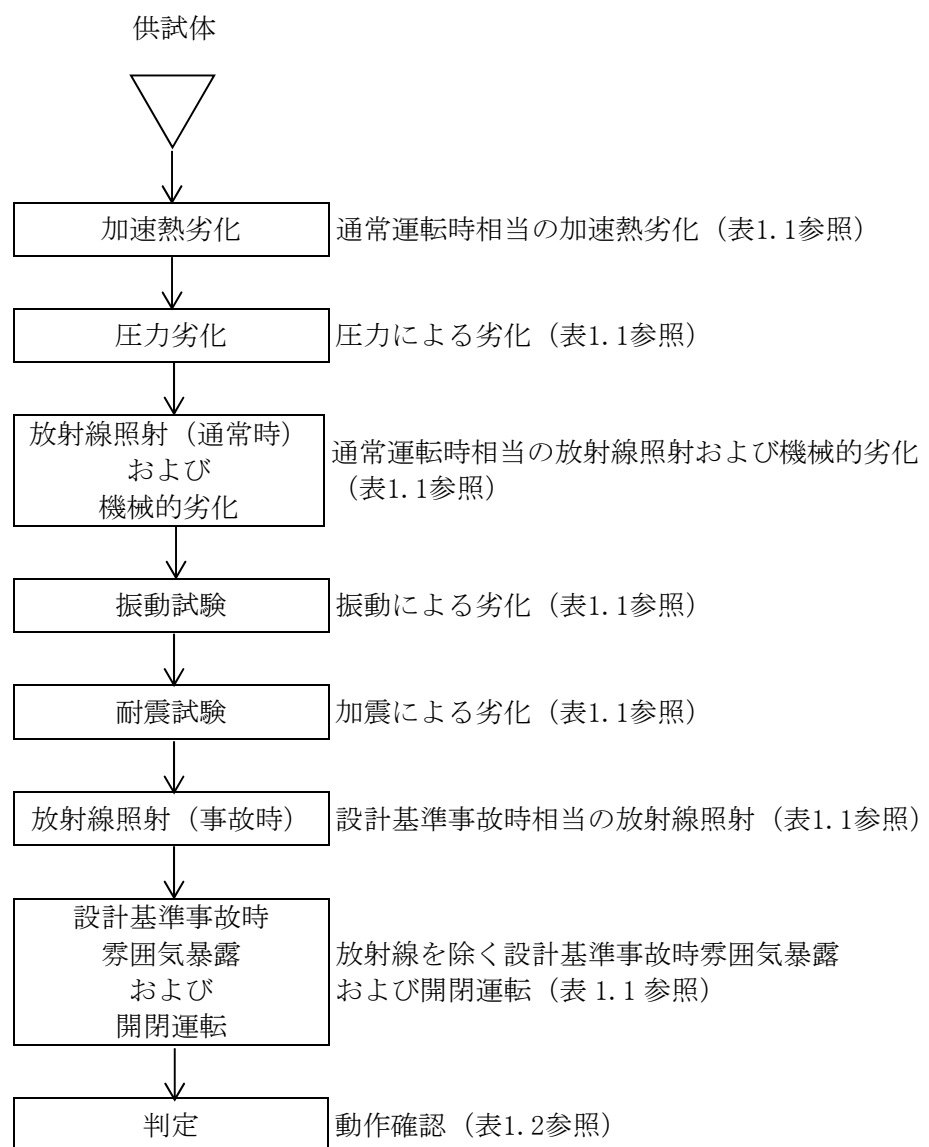 供試体
加速熱劣化
通常運転時相当の加速熱劣化（表1.1参照）
圧力劣化
圧力による劣化（表1.1参照）
放射線照射（通常時）
および
機械的劣化
通常運転時相当の放射線照射および機械的劣化
（表1.1参照）
振動試験
振動による劣化（表1.1参照）
耐震試験
加震による劣化（表1.1参照）
放射線照射（事故時）
設計基準事故時相当の放射線照射（表1.1参照）
設計基準事故時
雰囲気暴露
および
開閉運転
放射線を除く設計基準事故時雰囲気暴露
および開閉運転（表 1.1 参照）
判定
動作確認（表1.2参照）